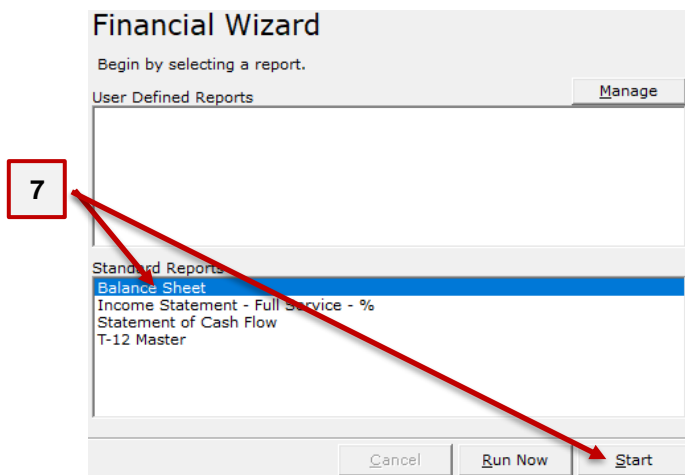 Financial Wizard
Begin by selecting a report.
User Defined Reports
Manage
7
Standard Reports
Balance Sheet
Income Statement - Full Service - %
Statement of Cash Flow
T-12 Master
Cancel
Run Now
Start